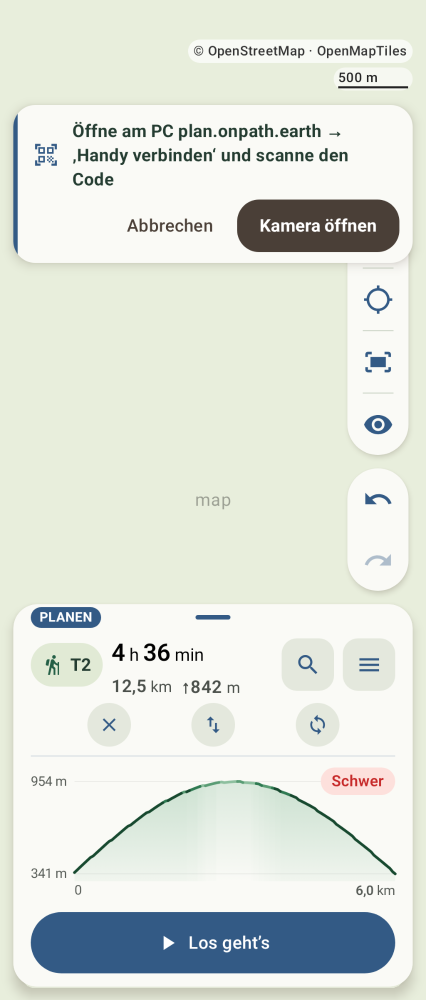 © OpenStreetMap · OpenMapTiles
500 m
Öffne am PC plan.onpath.earth →
‚Handy verbinden‘ und scanne den
Code
Abbrechen
Kamera öffnen
map
PLANEN
T2
4 h 36 min
12,5 km ↑842 m
954 m
Schwer
341 m
0
6,0 km
Los geht’s